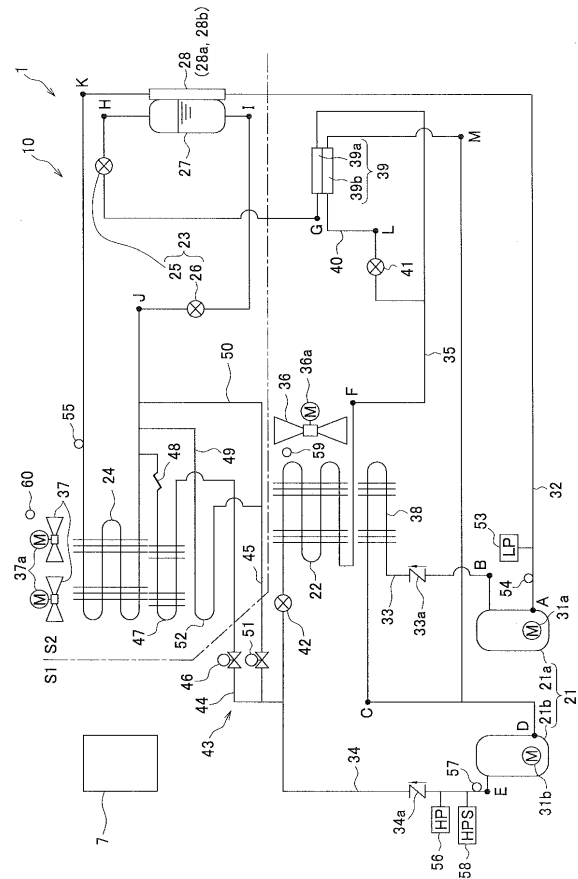 7
S1
S2
37a
M
M
37
60
55
10
1
K
H
28
(28a, 28b)
27
I
23
25
26
J
24
48
47
52
49
50
46
51
45
44
43
42
22
59
36
M
36a
F
38
35
G
39a
39b
39
40
L
41
M
34
34a
C
33
33a
B
53
LP
54
32
A
M
31a
21a
21b
21
D
M
31b
E
57
HP
56
HPS
58